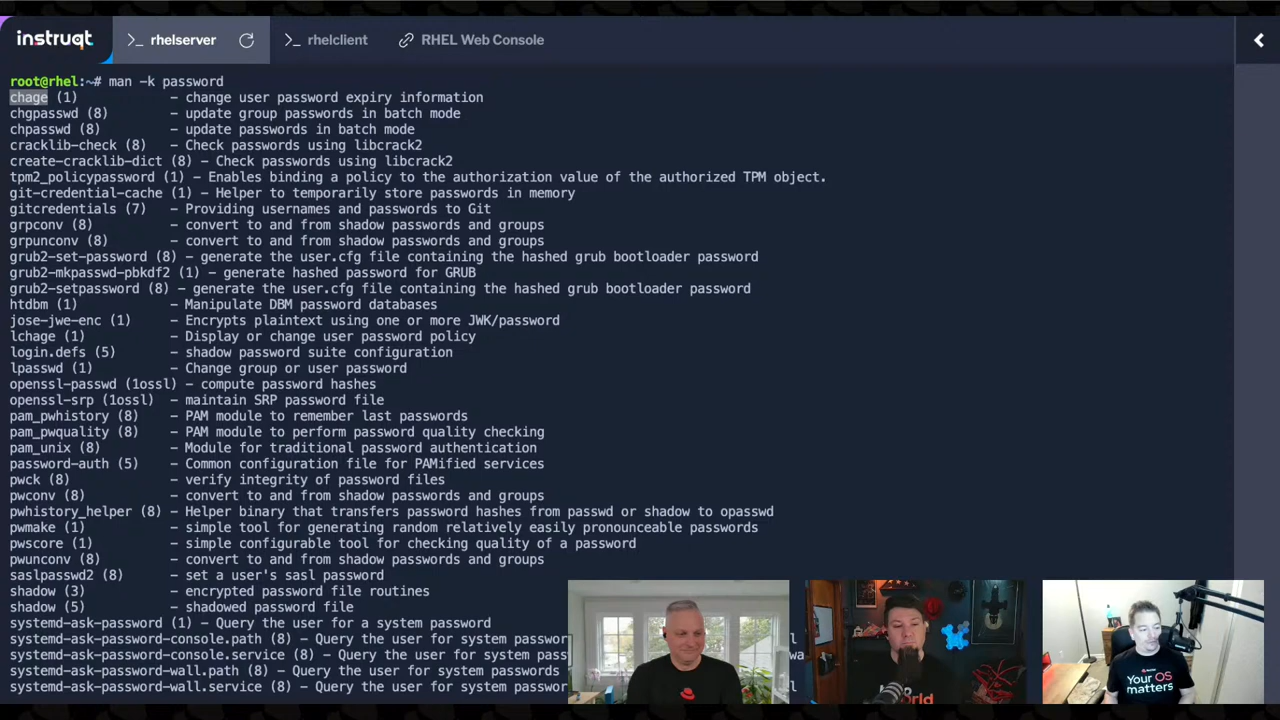 instruqt
rhelserver
rhelclient
RHEL Web Console
root@rhel:~# man -k password
chage (1) - change user password expiry information
chgpasswd (8) - update group passwords in batch mode
chpasswd (8) - update passwords in batch mode
cracklib-check (8) - Check passwords using libcrack2
create-cracklib-dict (8) - Check passwords using libcrack2
tpm2_policypassword (1) - Enables binding a policy to the authorization value of the authorized TPM object.
git-credential-cache (1) - Helper to temporarily store passwords in memory
gitcredentials (7) - Providing usernames and passwords to Git
grpconv (8) - convert to and from shadow passwords and groups
grpunconv (8) - convert to and from shadow passwords and groups
grub2-set-password (8) - generate the user.cfg file containing the hashed grub bootloader password
grub2-mkpasswd-pbkdf2 (1) - generate hashed password for GRUB
grub2-setpassword (8) - generate the user.cfg file containing the hashed grub bootloader password
htdbm (1) - Manipulate DBM password databases
jose-jwe-enc (1) - Encrypts plaintext using one or more JWK/password
lchage (1) - Display or change user password policy
login.defs (5) - shadow password suite configuration
lpasswd (1) - Change group or user password
openssl-passwd (1ossl) - compute password hashes
openssl-srp (1ossl) - maintain SRP password file
pam_pwhistory (8) - PAM module to remember last passwords
pam_pwquality (8) - PAM module to perform password quality checking
pam_unix (8) - Module for traditional password authentication
password-auth (5) - Common configuration file for PAMified services
pwck (8) - verify integrity of password files
pwconv (8) - convert to and from shadow passwords and groups
pwhistory_helper (8) - Helper binary that transfers password hashes from passwd or shadow to opasswd
pwmake (1) - simple tool for generating random relatively easily pronounceable passwords
pwscore (1) - simple configurable tool for checking quality of a password
pwunconv (8) - convert to and from shadow passwords and groups
saslpasswd2 (8) - set a user's sasl password
shadow (3) - encrypted password file routines
shadow (5) - shadowed password file
systemd-ask-password (1) - Query the user for a system password
systemd-ask-password-console.path (8) - Query the user for system passwor
systemd-ask-password-console.service (8) - Query the user for system pass
systemd-ask-password-wall.path (8) - Query the user for system passwords
systemd-ask-password-wall.service (8) - Query the user for system passwor
Your OS
matters